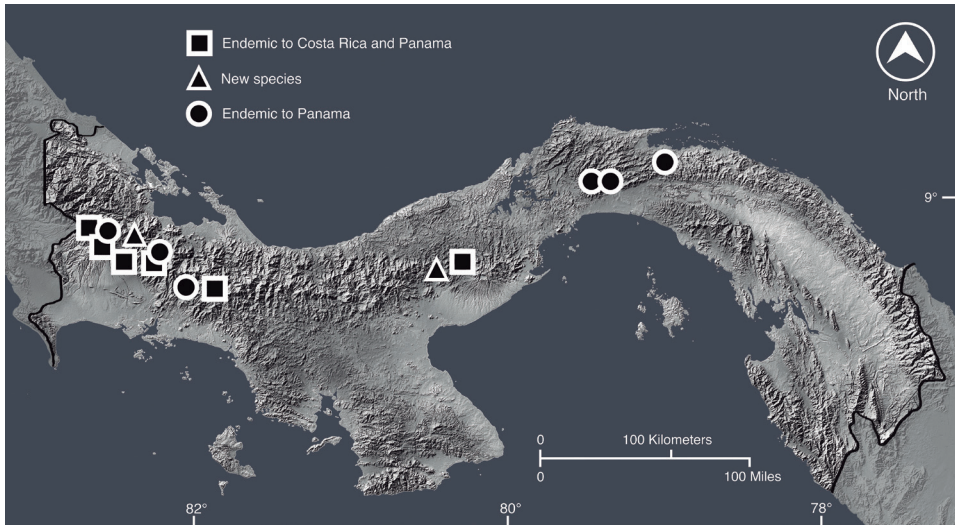 Endemic to Costa Rica and Panama
New species
Endemic to Panama
North
9°
0 100 Kilometers
0 100 Miles
82° 80° 78°